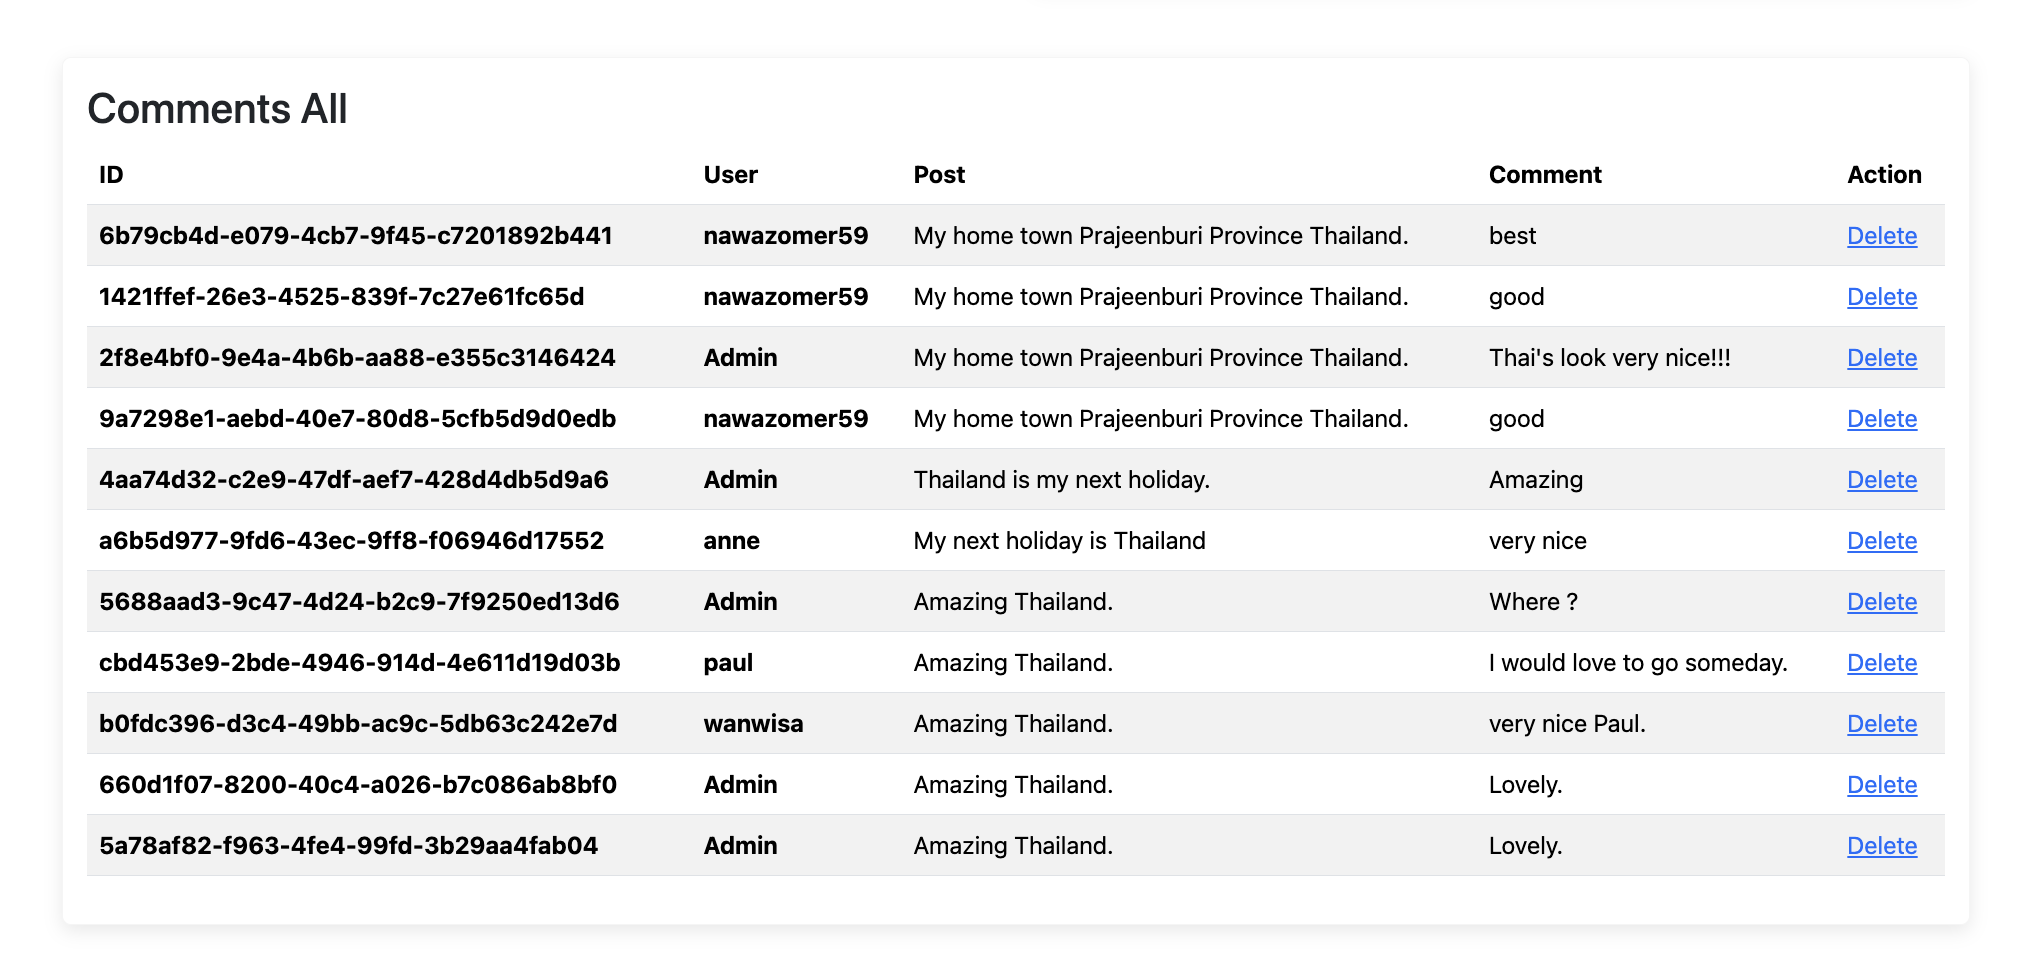 Comments All
ID User Post Comment Action
6b79cb4d-e079-4cb7-9f45-c7201892b441 nawazomer59 My home town Prajeenburi Province Thailand. best Delete
1421ffef-26e3-4525-839f-7c27e61fc65d nawazomer59 My home town Prajeenburi Province Thailand. good Delete
2f8e4bf0-9e4a-4b6b-aa88-e355c3146424 Admin My home town Prajeenburi Province Thailand. Thai's look very nice!!! Delete
9a7298e1-aebd-40e7-80d8-5cfb5d9d0edb nawazomer59 My home town Prajeenburi Province Thailand. good Delete
4aa74d32-c2e9-47df-aef7-428d4db5d9a6 Admin Thailand is my next holiday. Amazing Delete
a6b5d977-9fd6-43ec-9ff8-f06946d17552 anne My next holiday is Thailand very nice Delete
5688aad3-9c47-4d24-b2c9-7f9250ed13d6 Admin Amazing Thailand. Where ? Delete
cbd453e9-2bde-4946-914d-4e611d19d03b paul Amazing Thailand. I would love to go someday. Delete
b0fdc396-d3c4-49bb-ac9c-5db63c242e7d wanwisa Amazing Thailand. very nice Paul. Delete
660d1f07-8200-40c4-a026-b7c086ab8bf0 Admin Amazing Thailand. Lovely. Delete
5a78af82-f963-4fe4-99fd-3b29aa4fab04 Admin Amazing Thailand. Lovely. Delete